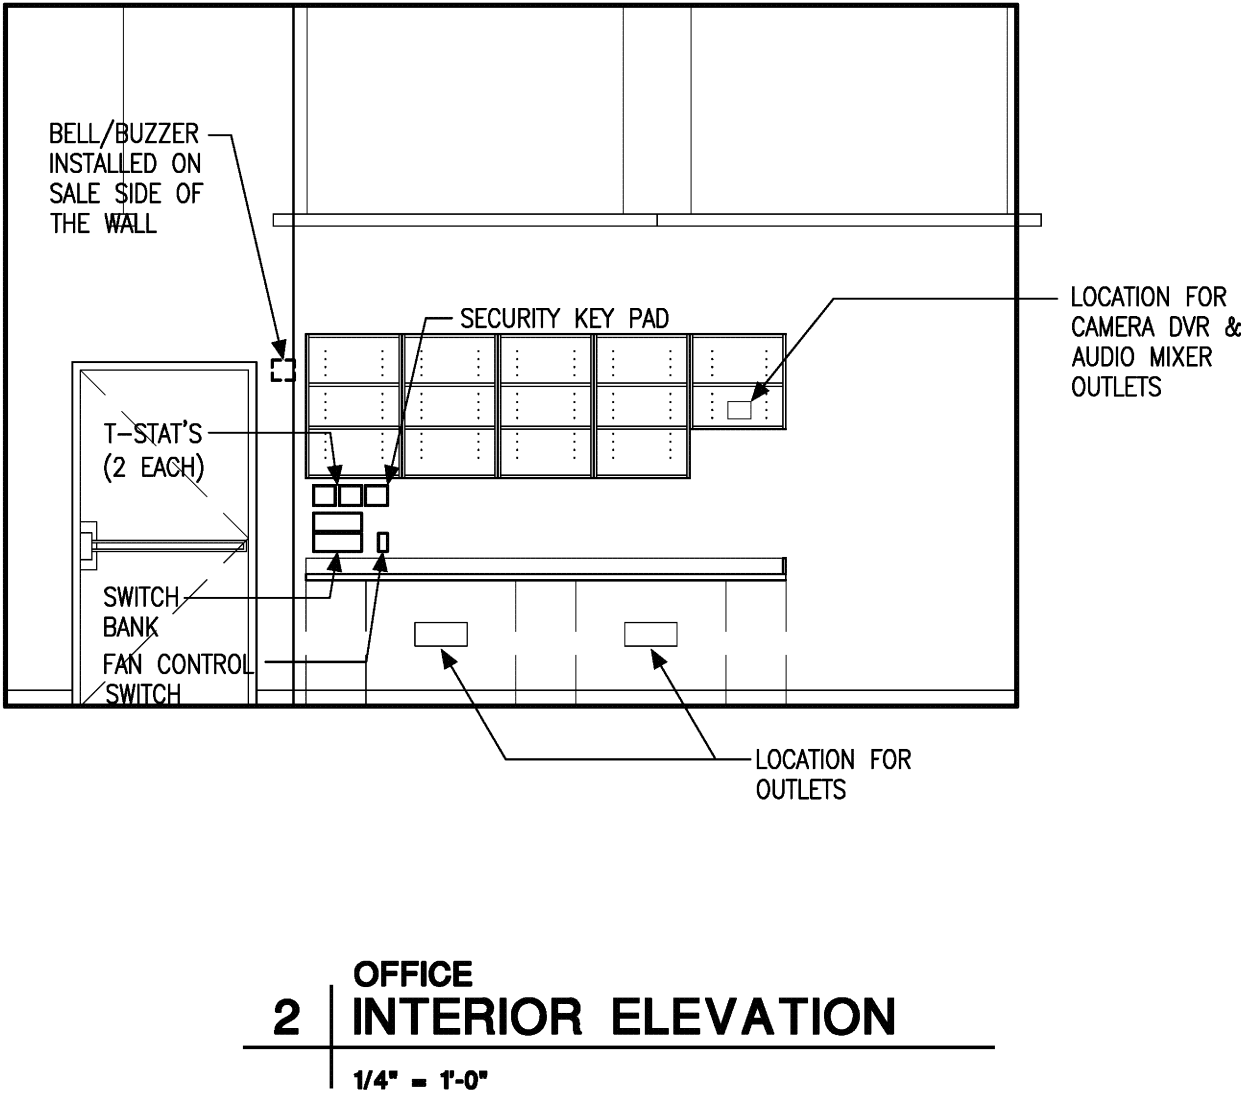 BELL/BUZZER
INSTALLED ON
SALE SIDE OF
THE WALL
SECURITY KEY PAD
LOCATION FOR
CAMERA DVR &
AUDIO MIXER
OUTLETS
T-STAT'S
(2 EACH)
SWITCH
BANK
FAN CONTROL
SWITCH
LOCATION FOR
OUTLETS
OFFICE
2 INTERIOR ELEVATION
1/4" = 1'-0"